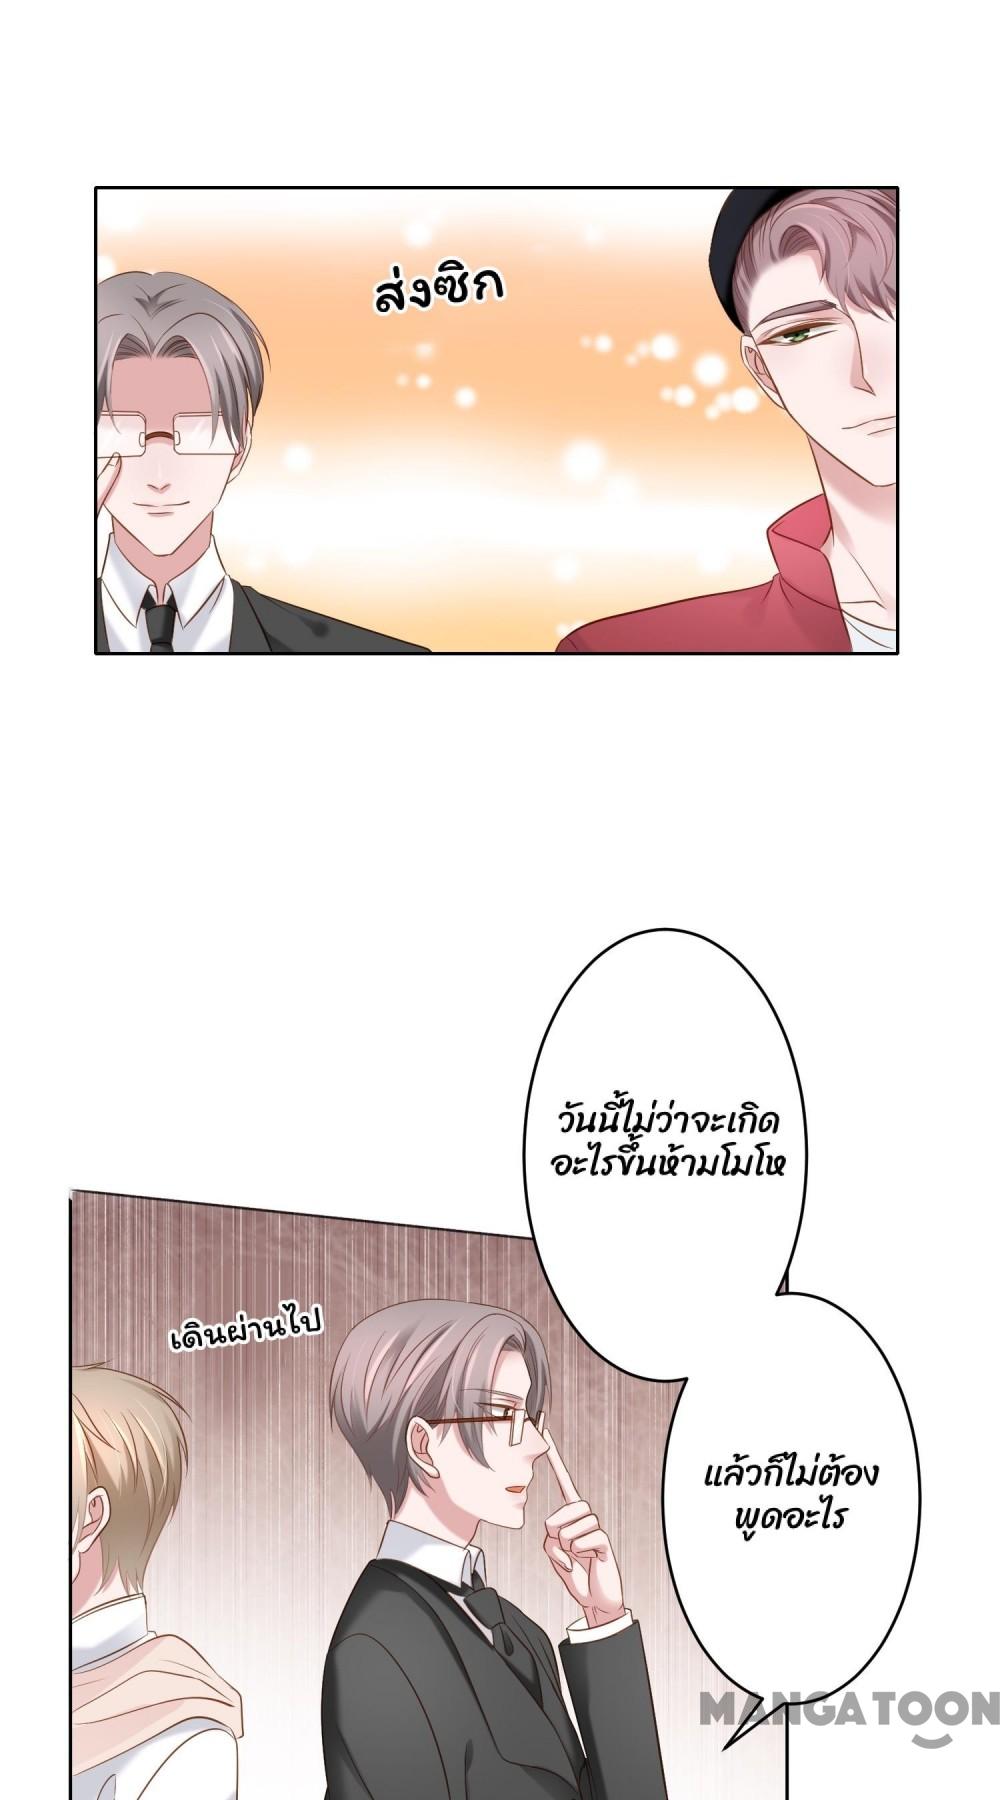 ส่งซิก
วันนี้ไม่ว่าจะเกิด
อะไรขึ้นห้ามโมโห
เดินผ่านไป
แล้วก็ไม่ต้อง
พูดอะไร
MANGATOON